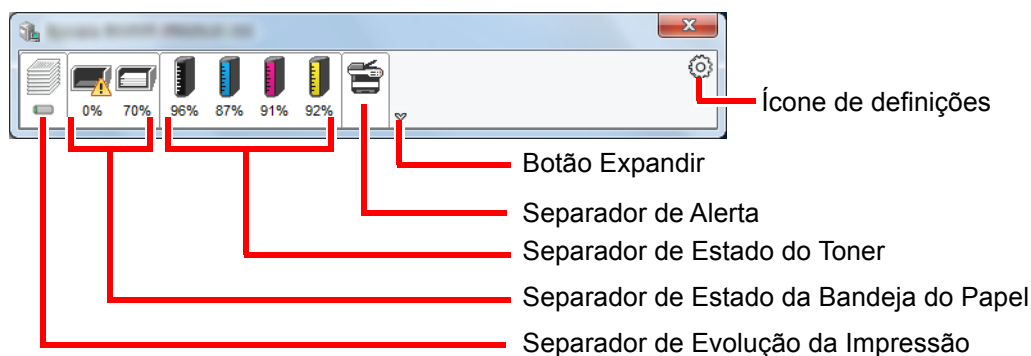 0% 70% 96% 87% 91% 92%
Ícone de definições
Botão Expandir
Separador de Alerta
Separador de Estado do Toner
Separador de Estado da Bandeja do Papel
Separador de Evolução da Impressão